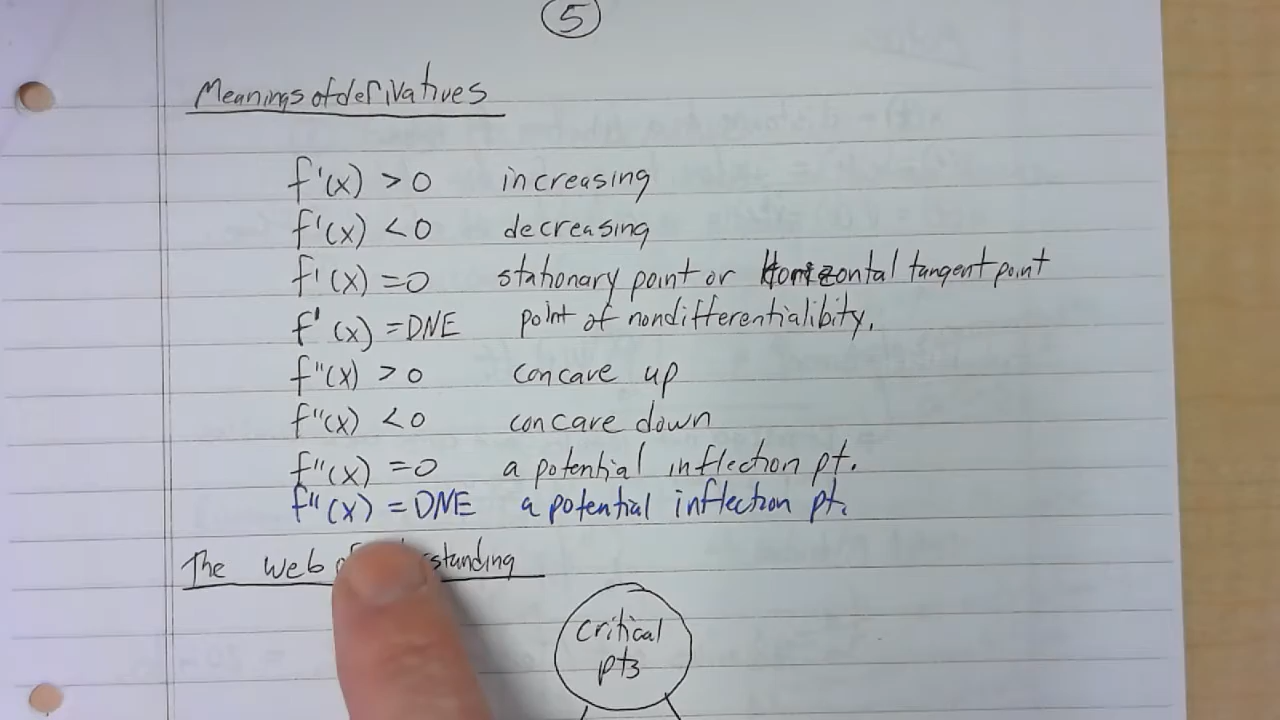 5
Meanings of derivatives
f'(x) > 0 increasing
f'(x) < 0 decreasing
f'(x) = 0 stationary point or Horizontal tangent point
f'(x) = DNE point of nondifferentialibity.
f''(x) > 0 concave up
f''(x) < 0 concave down
f''(x) = 0 a potential inflection pt.
f''(x) = DNE a potential inflection pt.
The web standing
critical
pts